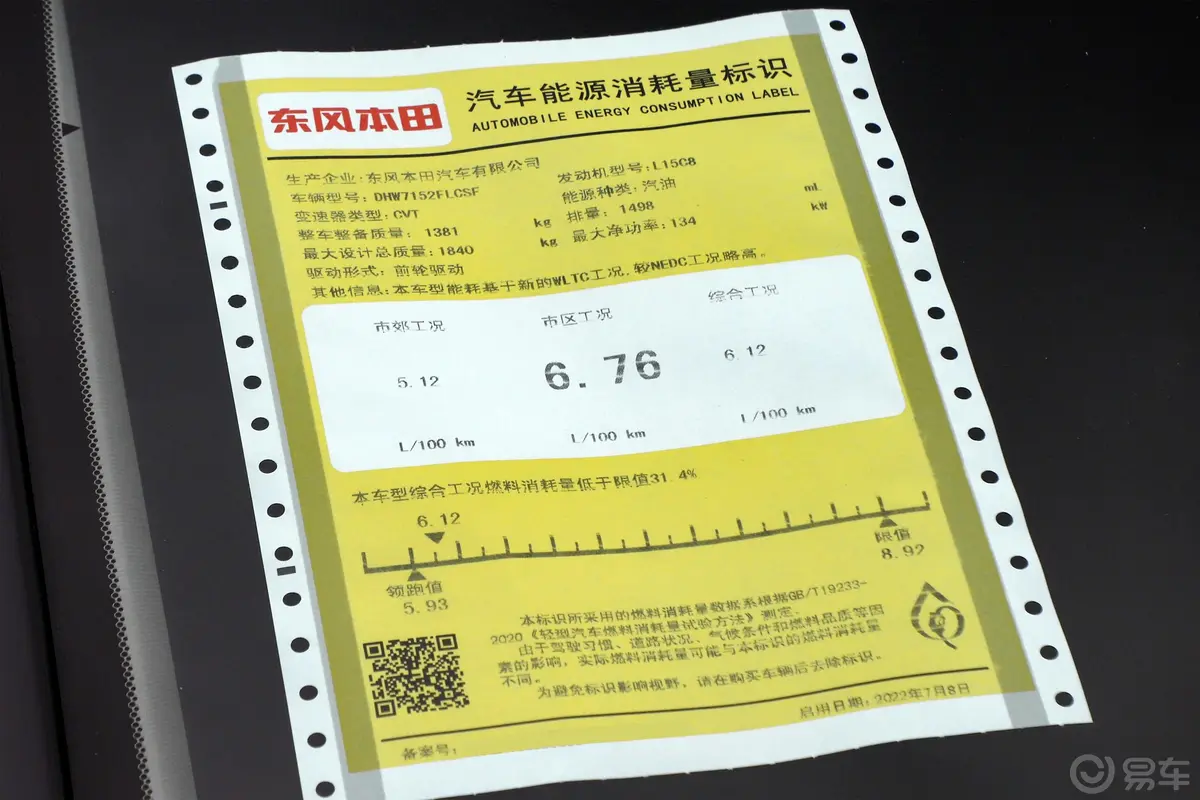 东风本田
汽车能源消耗量标识
AUTOMOBILE ENERGY CONSUMPTION LABEL
生产企业:东风本田汽车有限公司
发动机型号:L15C8
车辆型号:DHW7152FLCSF
能源种类:汽油
变速器类型:CVT
排量: 1498 mL
整车整备质量: 1381 kg
最大净功率:134 kW
最大设计总质量:1840 kg
驱动形式: 前轮驱动
其他信息:本车型能耗基于新的WLTC工况,较NEDC工况略高。
市郊工况 市区工况 综合工况
5.12 6.76 6.12
L/100 km L/100 km L/100 km
本车型综合工况燃料消耗量低于限值31.4%
6.12
领跑值
5.93
限值
8.92
本标识所采用的燃料消耗量数据系根据GB/T19233-
2020《轻型汽车燃料消耗量试验方法》测定、
由于驾驶习惯、道路状况、气候条件和燃料品质等因
素的影响，实际燃料消耗量可能与本标识的燃料消耗量
不同。
为避免标识影响视野，请在购买车辆后去除标识。
启用日期:2022年7月8日
备案号:
易车